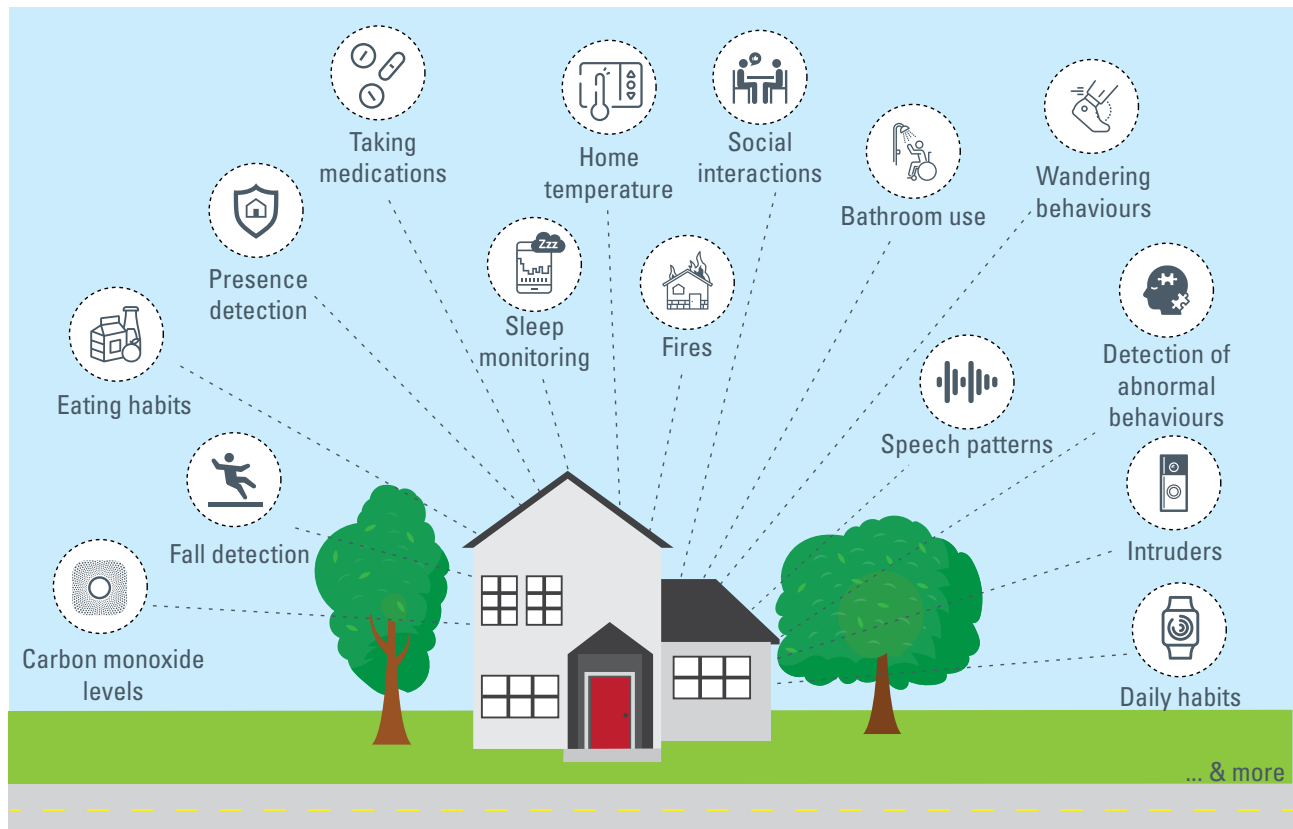 Taking
medications
Home
temperature
Social
interactions
Bathroom use
Wandering
behaviours
Presence
detection
Zzz
Sleep
monitoring
Fires
Detection of
abnormal
behaviours
Eating habits
Speech patterns
Fall detection
Intruders
Carbon monoxide
levels
Daily habits
... & more